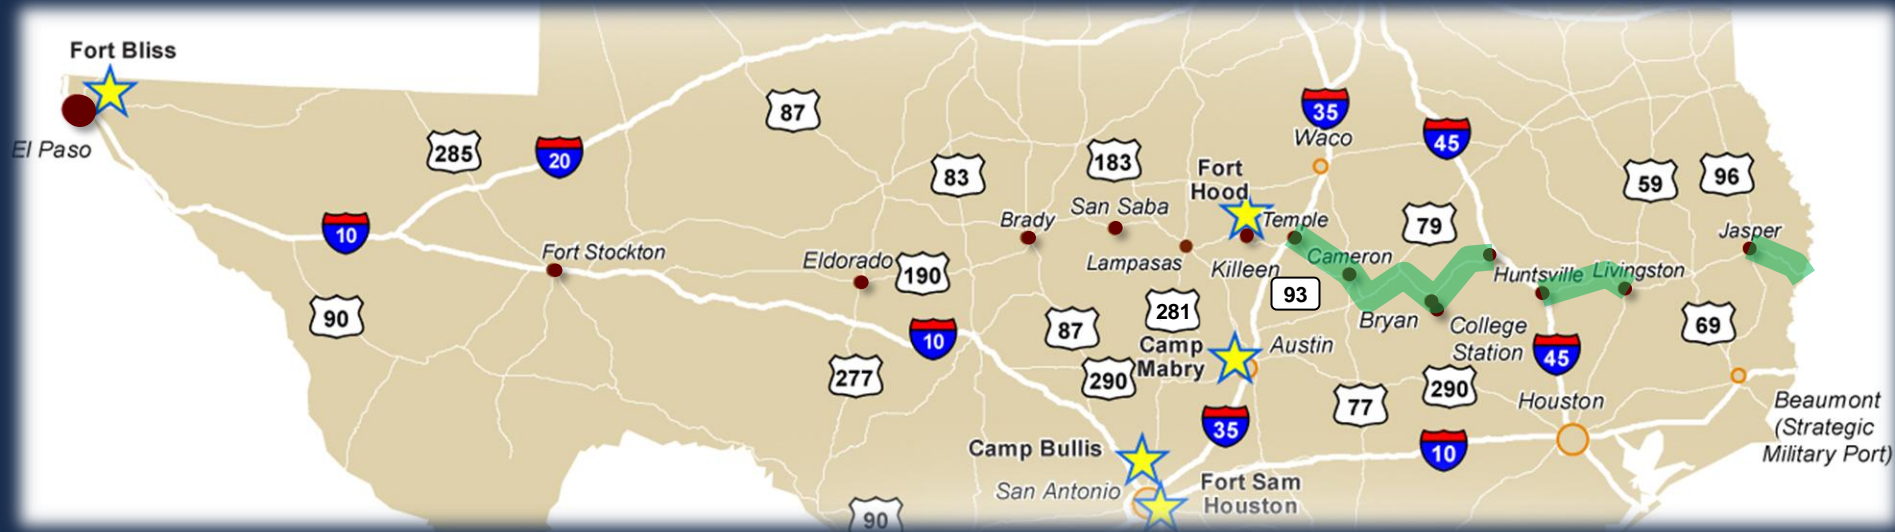 Fort Bliss
El Paso
285
20
87
83
183
Fort
Hood
35
Waco
45
59
96
10
Fort Stockton
Eldorado
190
Brady
San Saba
Lampasas
Killeen
Temple
Cameron
79
Huntsville
Livingston
Jasper
90
10
277
87
281
93
Bryan
College
Station
45
69
Camp
Mabry
Austin
290
35
77
290
Houston
10
Beaumont
(Strategic
Military Port)
Camp Bullis
San Antonio
Fort Sam
Houston
90